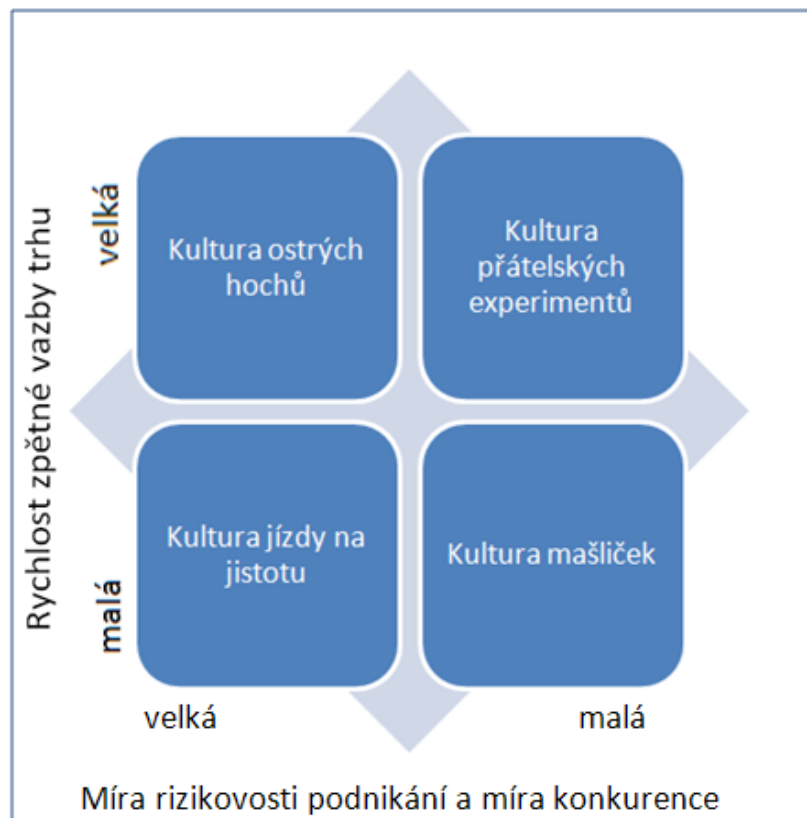 Rychlost zpětné vazby trhu
velká
malá
Kultura ostrých
hochů
Kultura
přátelských
experimentů
Kultura jízdy na
jistotu
Kultura mašliček
velká
malá
Míra rizikovosti podnikání a míra konkurence